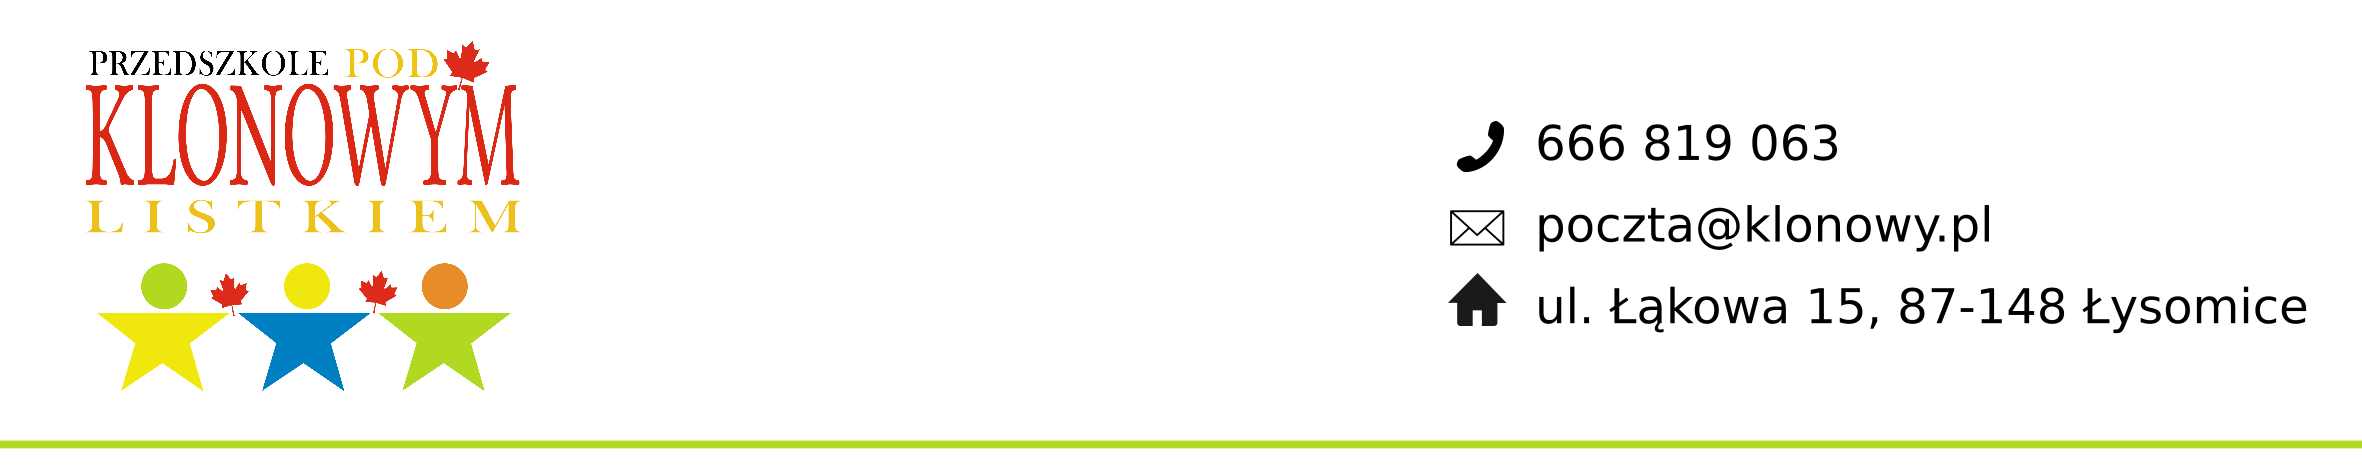 PRZEDSZKOLE POD
KLONOWYM
LISTKIEM
666 819 063
poczta@klonowy.pl
ul. Łąkowa 15, 87-148 Łysomice